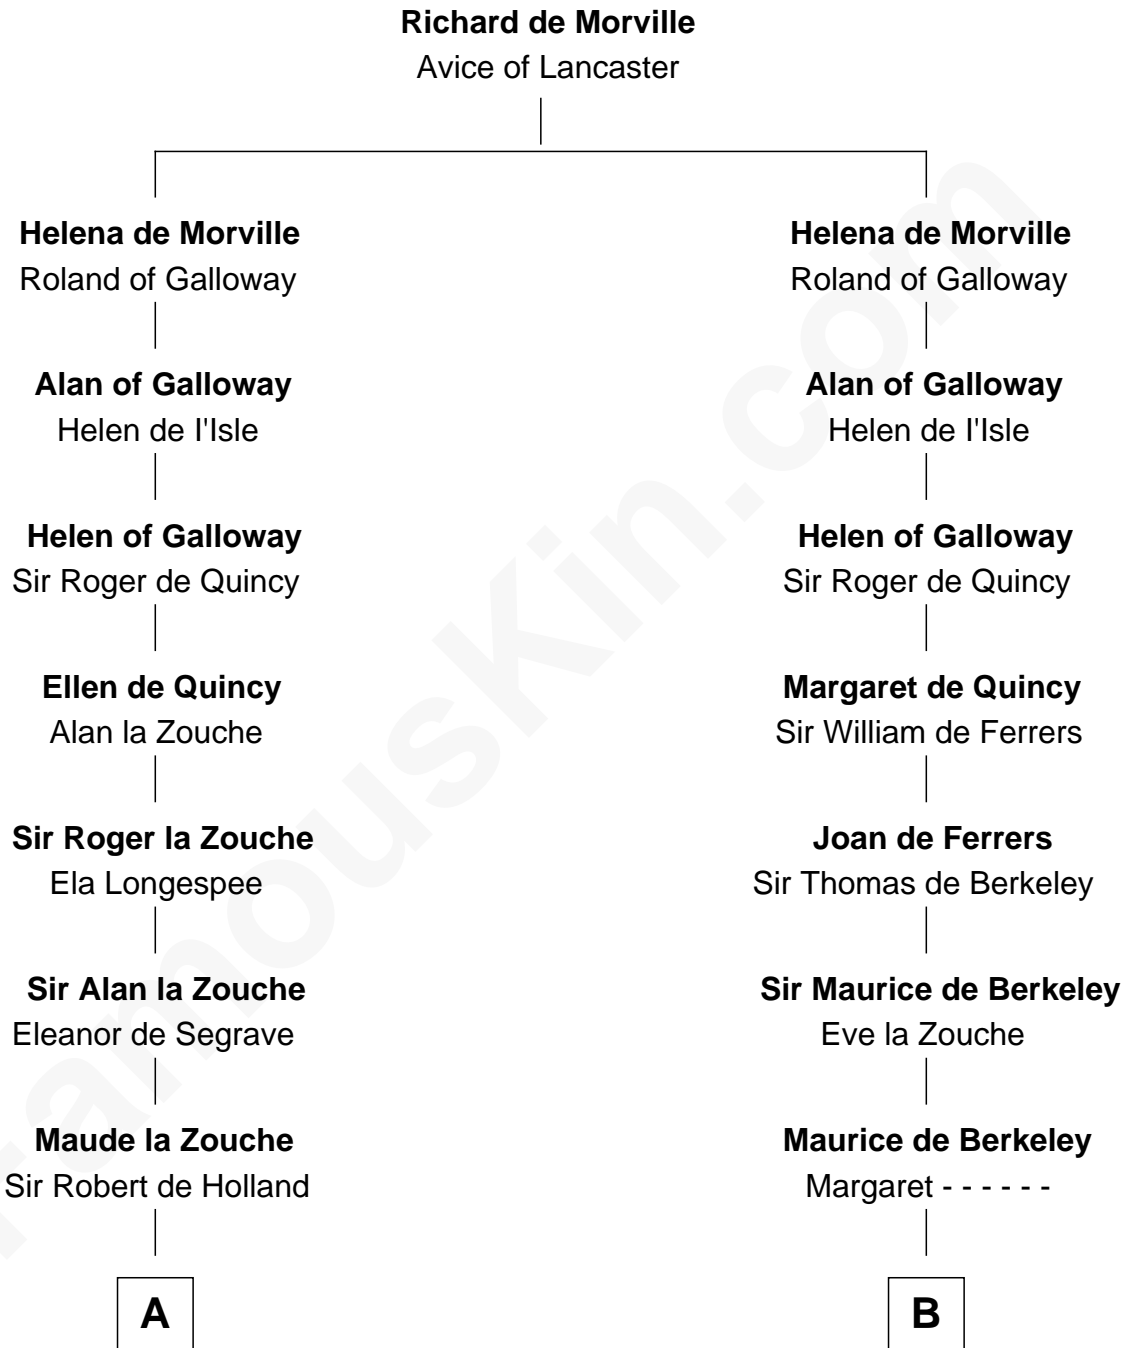 Richard de Morville
Avice of Lancaster
Helena de Morville
Roland of Galloway
Alan of Galloway
Helen de I'Isle
Helen of Galloway
Sir Roger de Quincy
Ellen de Quincy
Alan la Zouche
Sir Roger la Zouche
Ela Longespee
Sir Alan la Zouche
Eleanor de Segrave
Maude la Zouche
Sir Robert de Holland
A
Helena de Morville
Roland of Galloway
Alan of Galloway
Helen de I'Isle
Helen of Galloway
Sir Roger de Quincy
Margaret de Quincy
Sir William de Ferrers
Joan de Ferrers
Sir Thomas de Berkeley
Sir Maurice de Berkeley
Eve la Zouche
Maurice de Berkeley
Margaret - - - - - -
B
FamousKin.com